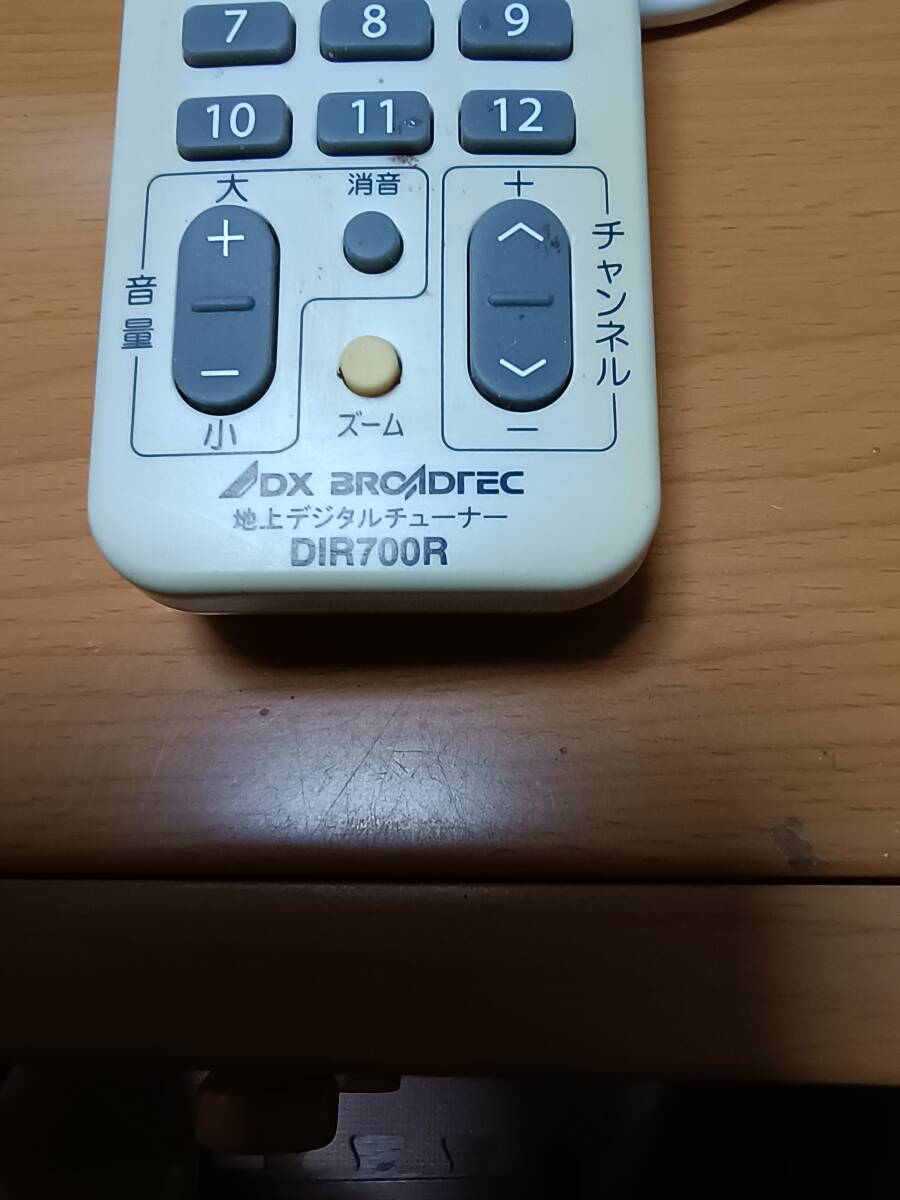 7 8 9
10 11 12
大 消音 +
+
音量
−
小
ズーム
チャンネル
−
DX BROADTEC
地上デジタルチューナー
DIR700R